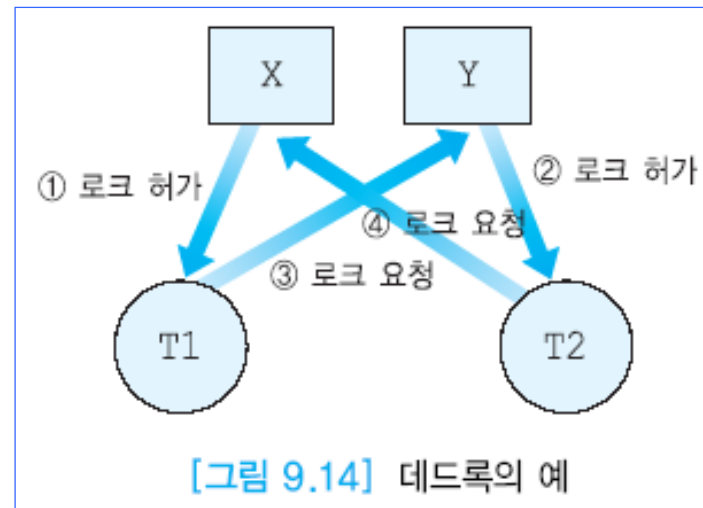 X
Y
① 로크 허가
② 로크 허가
④ 로크 요청
③ 로크 요청
T1
T2
[그림 9.14] 데드록의 예